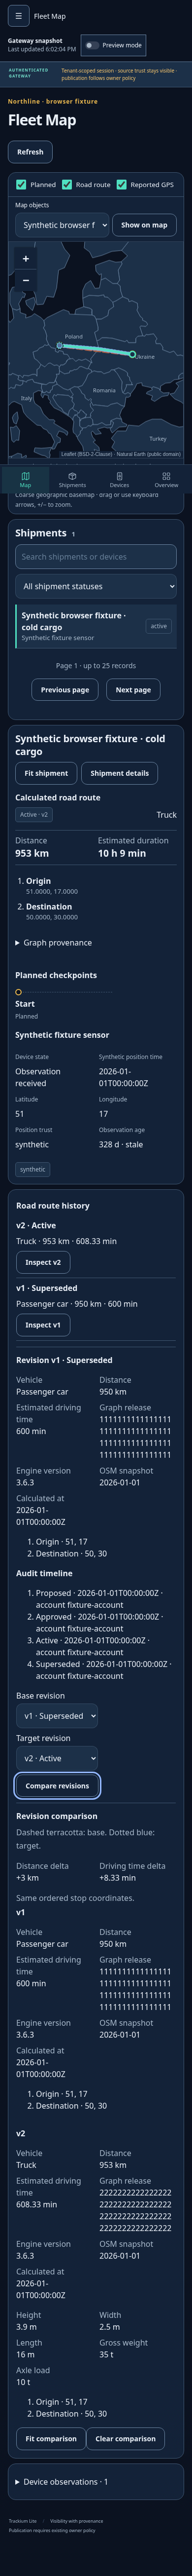 Fleet Map
Gateway snapshot
Last updated 6:02:04 PM
Preview mode
AUTHENTICATED GATEWAY
Tenant-scoped session · source trust stays visible · publication follows owner policy
Northline · browser fixture
Fleet Map
Refresh
Planned
Road route
Reported GPS
Map objects
Synthetic browser f
Show on map
+
−
Poland
Ukraine
Romania
Italy
Turkey
Leaflet (BSD-2-Clause) · Natural Earth (public domain)
Map
Shipments
Devices
Overview
Coarse geographic basemap · drag or use keyboard
arrows, +/− to zoom.
Shipments 1
Search shipments or devices
All shipment statuses
Synthetic browser fixture ·
cold cargo
Synthetic fixture sensor
active
Page 1 · up to 25 records
Previous page
Next page
Synthetic browser fixture · cold
cargo
Fit shipment
Shipment details
Calculated road route
Active · v2
Truck
Distance
953 km
Estimated duration
10 h 9 min
1. Origin
51.0000, 17.0000
2. Destination
50.0000, 30.0000
Graph provenance
Planned checkpoints
Start
Planned
Synthetic fixture sensor
Device state
Observation
received
Synthetic position time
2026-01-
01T00:00:00Z
Latitude
51
Longitude
17
Position trust
synthetic
Observation age
328 d · stale
synthetic
Road route history
v2 · Active
Truck · 953 km · 608.33 min
Inspect v2
v1 · Superseded
Passenger car · 950 km · 600 min
Inspect v1
Revision v1 · Superseded
Vehicle
Passenger car
Distance
950 km
Estimated driving
time
600 min
Graph release
1111111111111111
1111111111111111
1111111111111111
1111111111111111
Engine version
3.6.3
OSM snapshot
2026-01-01
Calculated at
2026-01-
01T00:00:00Z
1. Origin · 51, 17
2. Destination · 50, 30
Audit timeline
1. Proposed · 2026-01-01T00:00:00Z ·
account fixture-account
2. Approved · 2026-01-01T00:00:00Z ·
account fixture-account
3. Active · 2026-01-01T00:00:00Z ·
account fixture-account
4. Superseded · 2026-01-01T00:00:00Z ·
account fixture-account
Base revision
v1 · Superseded
Target revision
v2 · Active
Compare revisions
Revision comparison
Dashed terracotta: base. Dotted blue:
target.
Distance delta
+3 km
Driving time delta
+8.33 min
Same ordered stop coordinates.
v1
Vehicle
Passenger car
Distance
950 km
Estimated driving
time
600 min
Graph release
1111111111111111
1111111111111111
1111111111111111
1111111111111111
Engine version
3.6.3
OSM snapshot
2026-01-01
Calculated at
2026-01-
01T00:00:00Z
1. Origin · 51, 17
2. Destination · 50, 30
v2
Vehicle
Truck
Distance
953 km
Estimated driving
time
608.33 min
Graph release
2222222222222222
2222222222222222
2222222222222222
2222222222222222
Engine version
3.6.3
OSM snapshot
2026-01-01
Calculated at
2026-01-
01T00:00:00Z
Height
3.9 m
Width
2.5 m
Length
16 m
Gross weight
35 t
Axle load
10 t
1. Origin · 51, 17
2. Destination · 50, 30
Fit comparison
Clear comparison
Device observations · 1
Tracktium Lite
Visibility with provenance
Publication requires existing owner policy